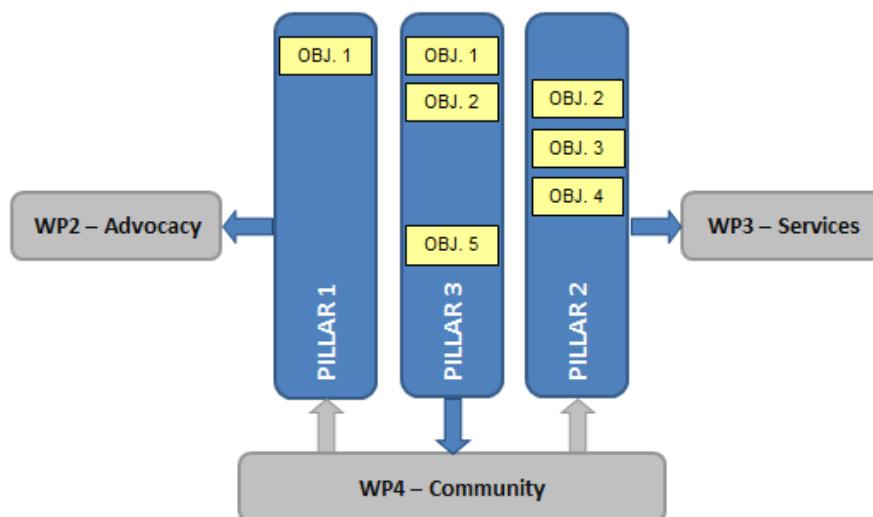 OBJ. 1
OBJ. 1
OBJ. 2
OBJ. 2
OBJ. 3
OBJ. 4
OBJ. 5
WP2 – Advocacy
WP3 – Services
PILLAR 1
PILLAR 3
PILLAR 2
WP4 – Community